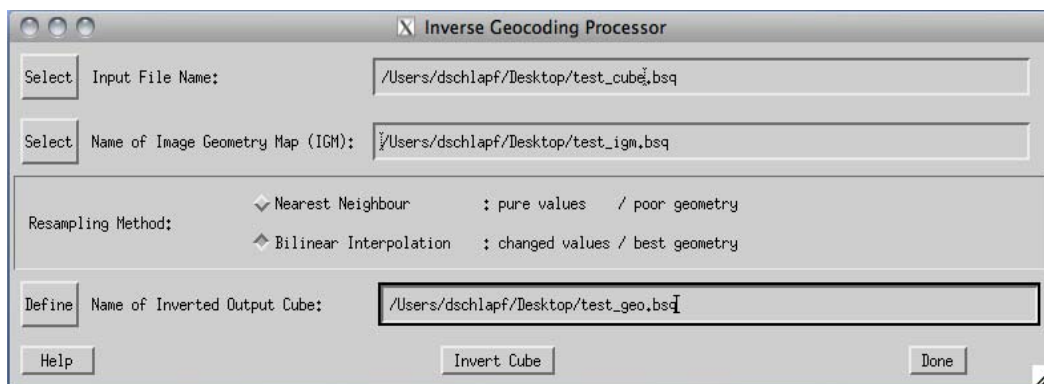 X Inverse Geocoding Processor
Select Input File Name: /Users/dschlapf/Desktop/test_cube.bsq
Select Name of Image Geometry Map (IGM): /Users/dschlapf/Desktop/test_igm.bsq
Resampling Method:
Nearest Neighbour : pure values / poor geometry
Bilinear Interpolation : changed values / best geometry
Define Name of Inverted Output Cube: /Users/dschlapf/Desktop/test_geo.bsq
Help Invert Cube Done